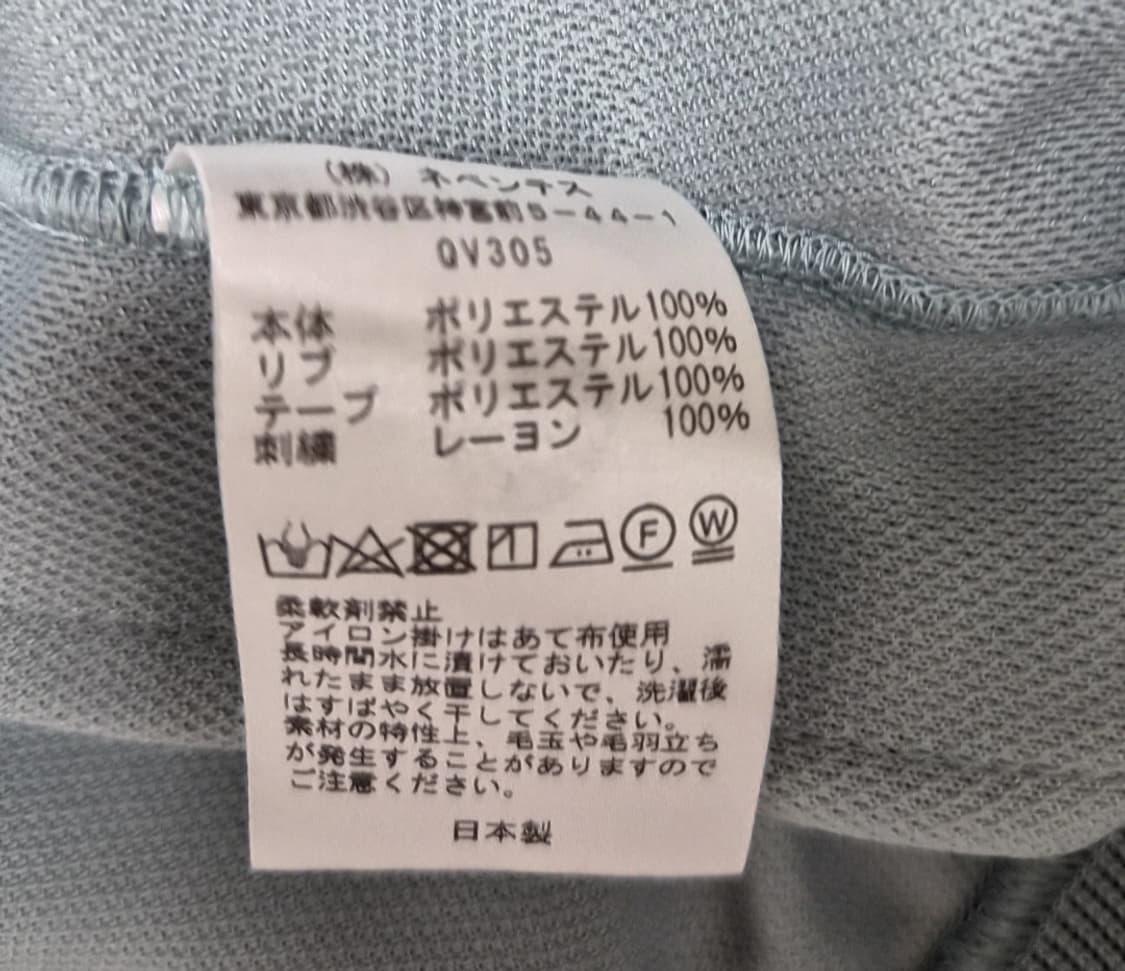 (株) ネペンテス
東京都渋谷区神宮前5-44-1
QV305
本体 ポリエステル100%
リブ ポリエステル100%
テープ ポリエステル100%
刺繍 レーヨン 100%
F W
柔軟剤禁止
アイロン掛けはあて布使用
長時間水に漬けておいたり、濡
れたまま放置しないで、洗濯後
はすばやく干してください。
素材の特性上、毛玉や毛羽立ち
が発生することがありますので
ご注意ください。
日本製